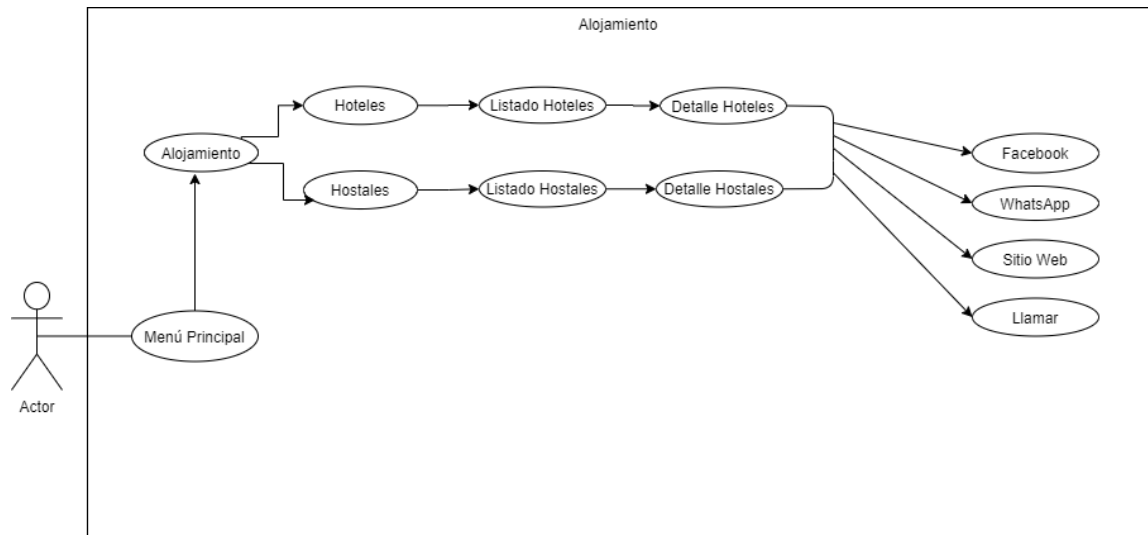 Alojamiento
Hoteles
Listado Hoteles
Detalle Hoteles
Alojamiento
Facebook
Hostales
Listado Hostales
Detalle Hostales
WhatsApp
Sitio Web
Llamar
Menú Principal
Actor